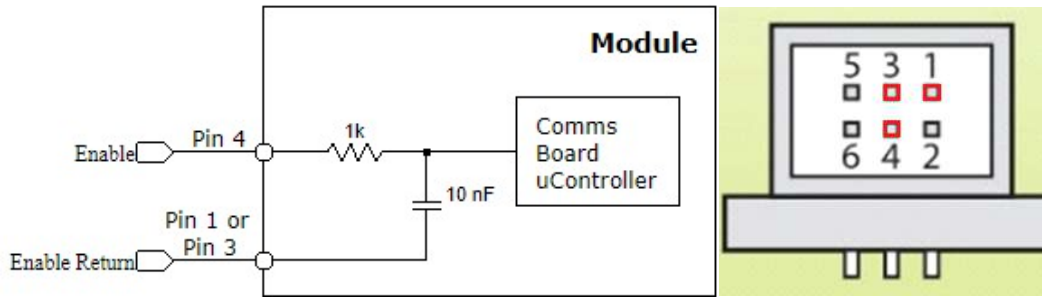 Module
1k
Enable
Pin 4
Comms
Board
uController
10 nF
Pin 1 or
Pin 3
Enable Return
5 3 1
6 4 2